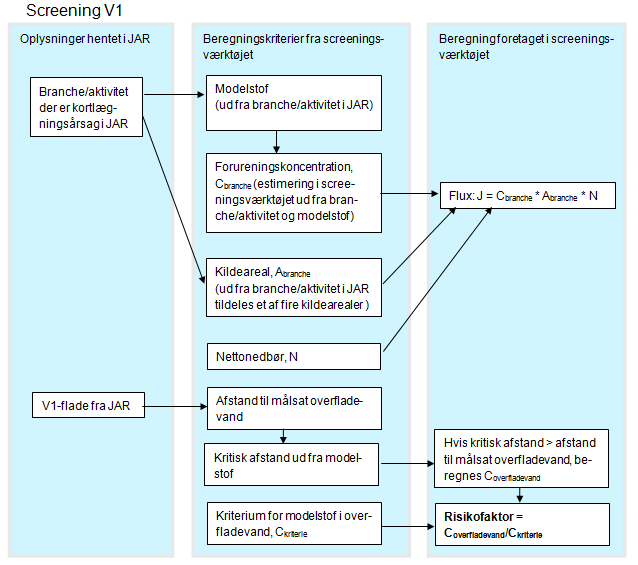 Screening V1
Oplysninger hentet i JAR
Beregningskriterier fra screenings-
værktøjet
Beregning foretaget i screenings-
værktøjet
Branche/aktivitet
der er kortlæg-
ningsårsag i JAR
Modelstof
(ud fra branche/aktivitet i JAR)
Forureningskoncentration,
Cbranche (estimering i scree-
ningsværktøjet ud fra bran-
che/aktivitet og modelstof)
Flux: J = Cbranche * Abranche * N
Kildeareal, Abranche
(ud fra branche/aktivitet i JAR
tildeles et af fire kildearealer )
Nettonedbør, N
V1-flade fra JAR
Afstand til målsat overflade-
vand
Kritisk afstand ud fra model-
stof
Hvis kritisk afstand > afstand
til målsat overfladevand, be-
regnes Coverfladevand
Kriterium for modelstof i over-
fladevand, Ckriterie
Risikofaktor =
Coverfladevand/Ckriterie